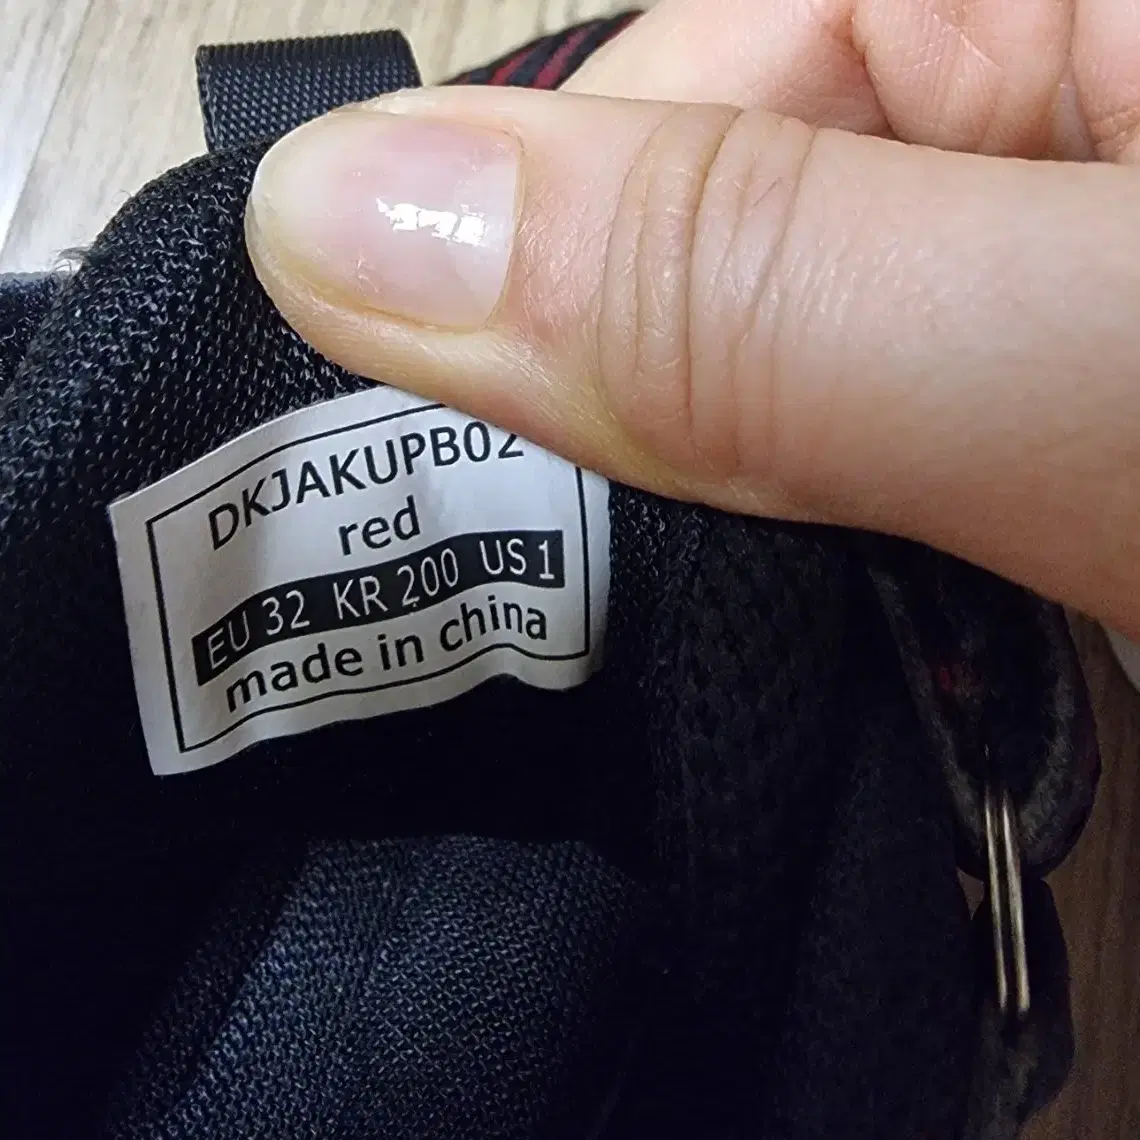 DKJAKUPB02
red
EU 32 KR 200 US 1
made in china